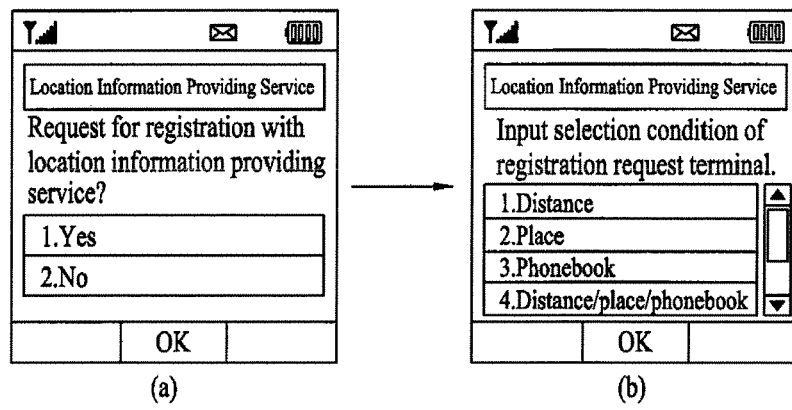 Location Information Providing Service
Request for registration with
location information providing
service?
1.Yes
2.No
OK
(a)
Location Information Providing Service
Input selection condition of
registration request terminal.
1.Distance
2.Place
3.Phonebook
4.Distance/place/phonebook
OK
(b)